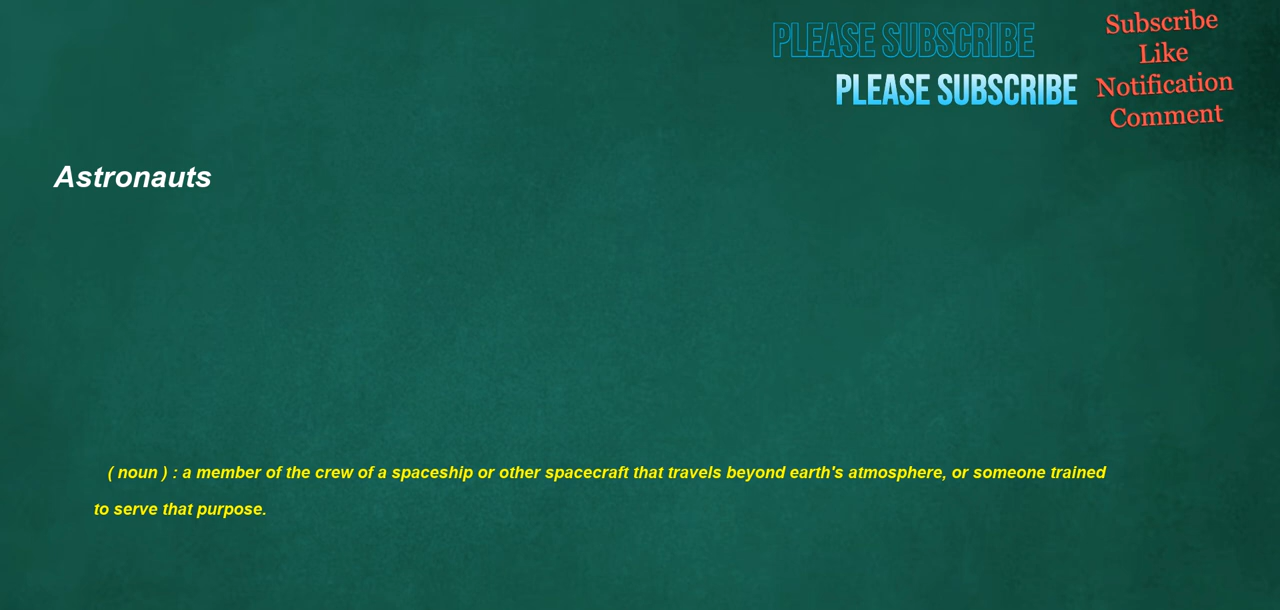 PLEASE SUBSCRIBE
PLEASE SUBSCRIBE
Subscribe
Like
Notification
Comment
Astronauts
( noun ) : a member of the crew of a spaceship or other spacecraft that travels beyond earth's atmosphere, or someone trained
to serve that purpose.